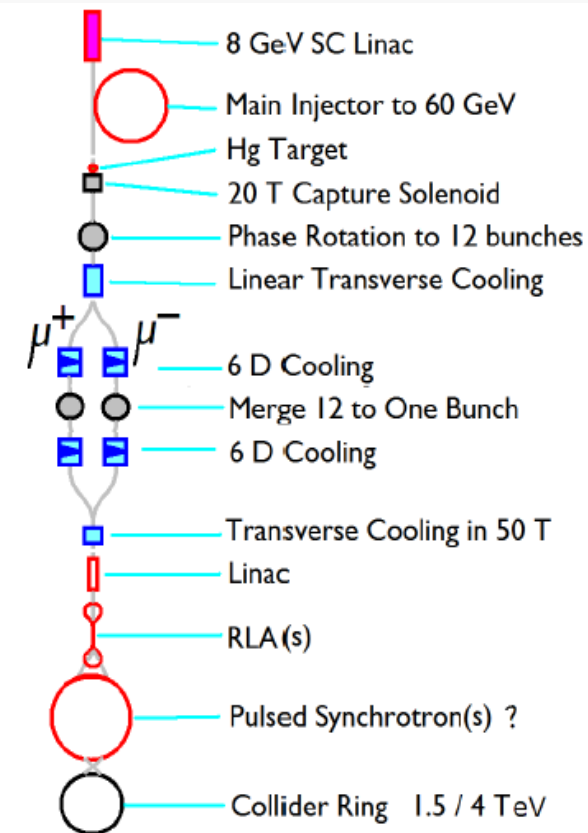 8 GeV SC Linac
Main Injector to 60 GeV
Hg Target
20 T Capture Solenoid
Phase Rotation to 12 bunches
Linear Transverse Cooling
μ+ μ−
6 D Cooling
Merge 12 to One Bunch
6 D Cooling
Transverse Cooling in 50 T
Linac
RLA(s)
Pulsed Synchrotron(s) ?
Collider Ring 1.5 / 4 TeV